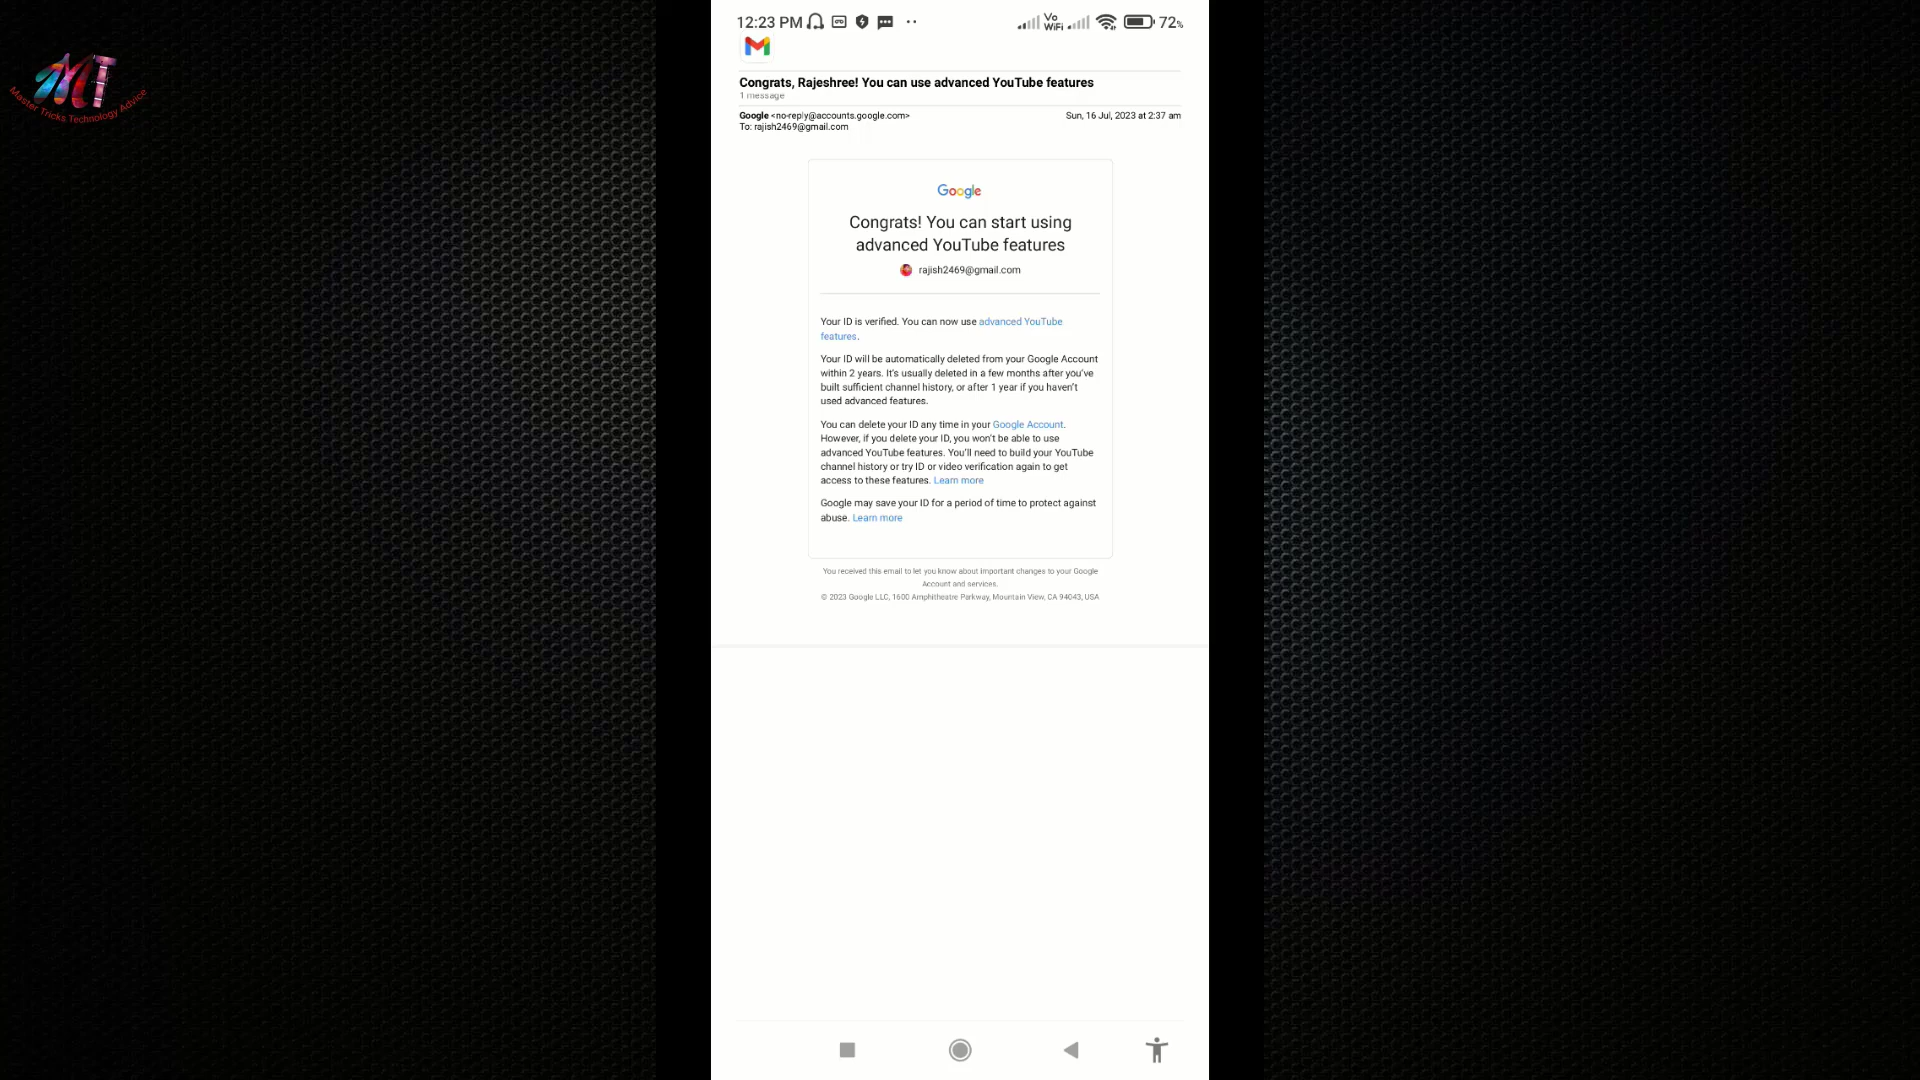 12:23 PM
Vo
WiFi
72%
MT
Master Tricks Technology Advice
Congrats, Rajeshree! You can use advanced YouTube features
1 message
Google <no-reply@accounts.google.com>
Sun, 16 Jul, 2023 at 2:37 am
To: rajish2469@gmail.com
Google
Congrats! You can start using
advanced YouTube features
rajish2469@gmail.com
Your ID is verified. You can now use advanced YouTube
features.
Your ID will be automatically deleted from your Google Account
within 2 years. It's usually deleted in a few months after you've
built sufficient channel history, or after 1 year if you haven't
used advanced features.
You can delete your ID any time in your Google Account.
However, if you delete your ID, you won't be able to use
advanced YouTube features. You'll need to build your YouTube
channel history or try ID or video verification again to get
access to these features. Learn more
Google may save your ID for a period of time to protect against
abuse. Learn more
You received this email to let you know about important changes to your Google
Account and services.
© 2023 Google LLC, 1600 Amphitheatre Parkway, Mountain View, CA 94043, USA